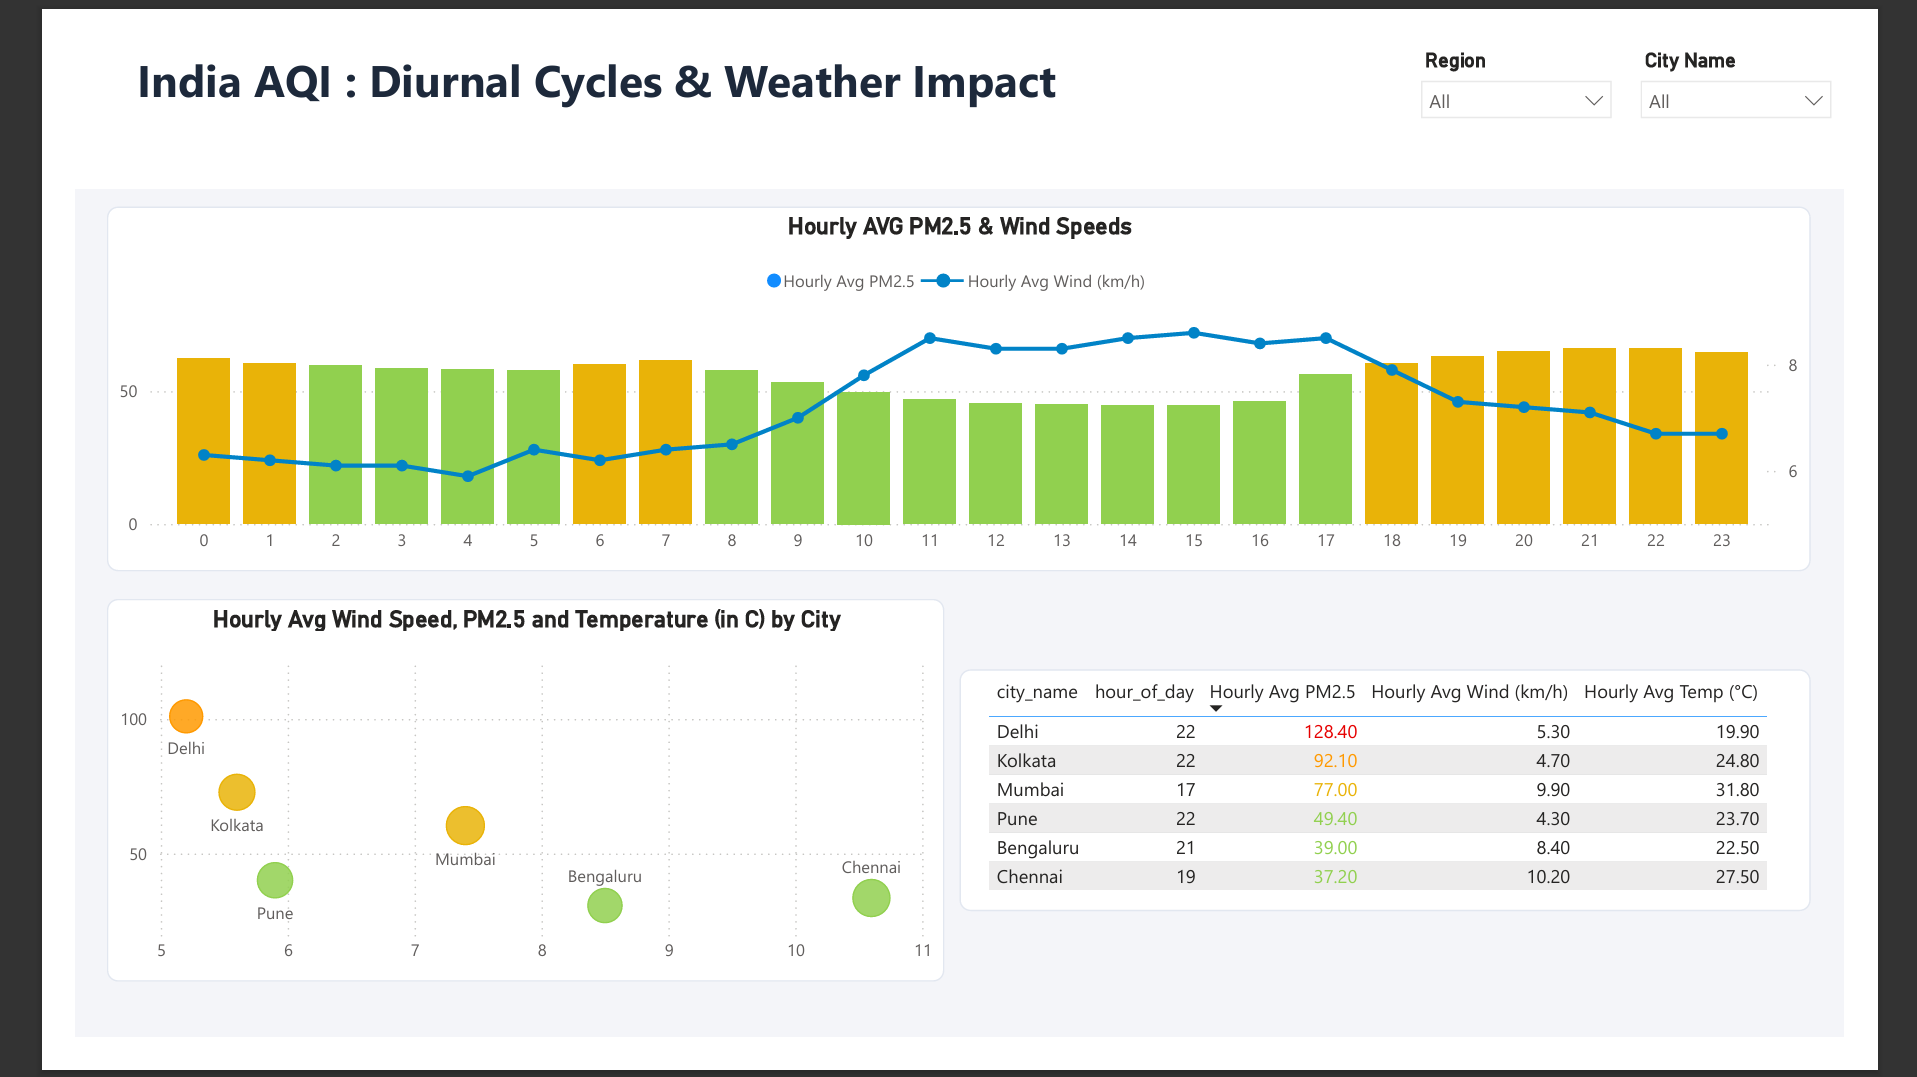 India AQI : Diurnal Cycles & Weather Impact
Region
City Name
All
All
Hourly AVG PM2.5 & Wind Speeds
Hourly Avg PM2.5 Hourly Avg Wind (km/h)
50
0
8
6
0 1 2 3 4 5 6 7 8 9 10 11 12 13 14 15 16 17 18 19 20 21 22 23
Hourly Avg Wind Speed, PM2.5 and Temperature (in C) by City
100
50
Delhi
Kolkata
Mumbai
Chennai
Bengaluru
Pune
5 6 7 8 9 10 11
city_name hour_of_day Hourly Avg PM2.5 Hourly Avg Wind (km/h) Hourly Avg Temp (°C)
Delhi 22 128.40 5.30 19.90
Kolkata 22 92.10 4.70 24.80
Mumbai 17 77.00 9.90 31.80
Pune 22 49.40 4.30 23.70
Bengaluru 21 39.00 8.40 22.50
Chennai 19 37.20 10.20 27.50